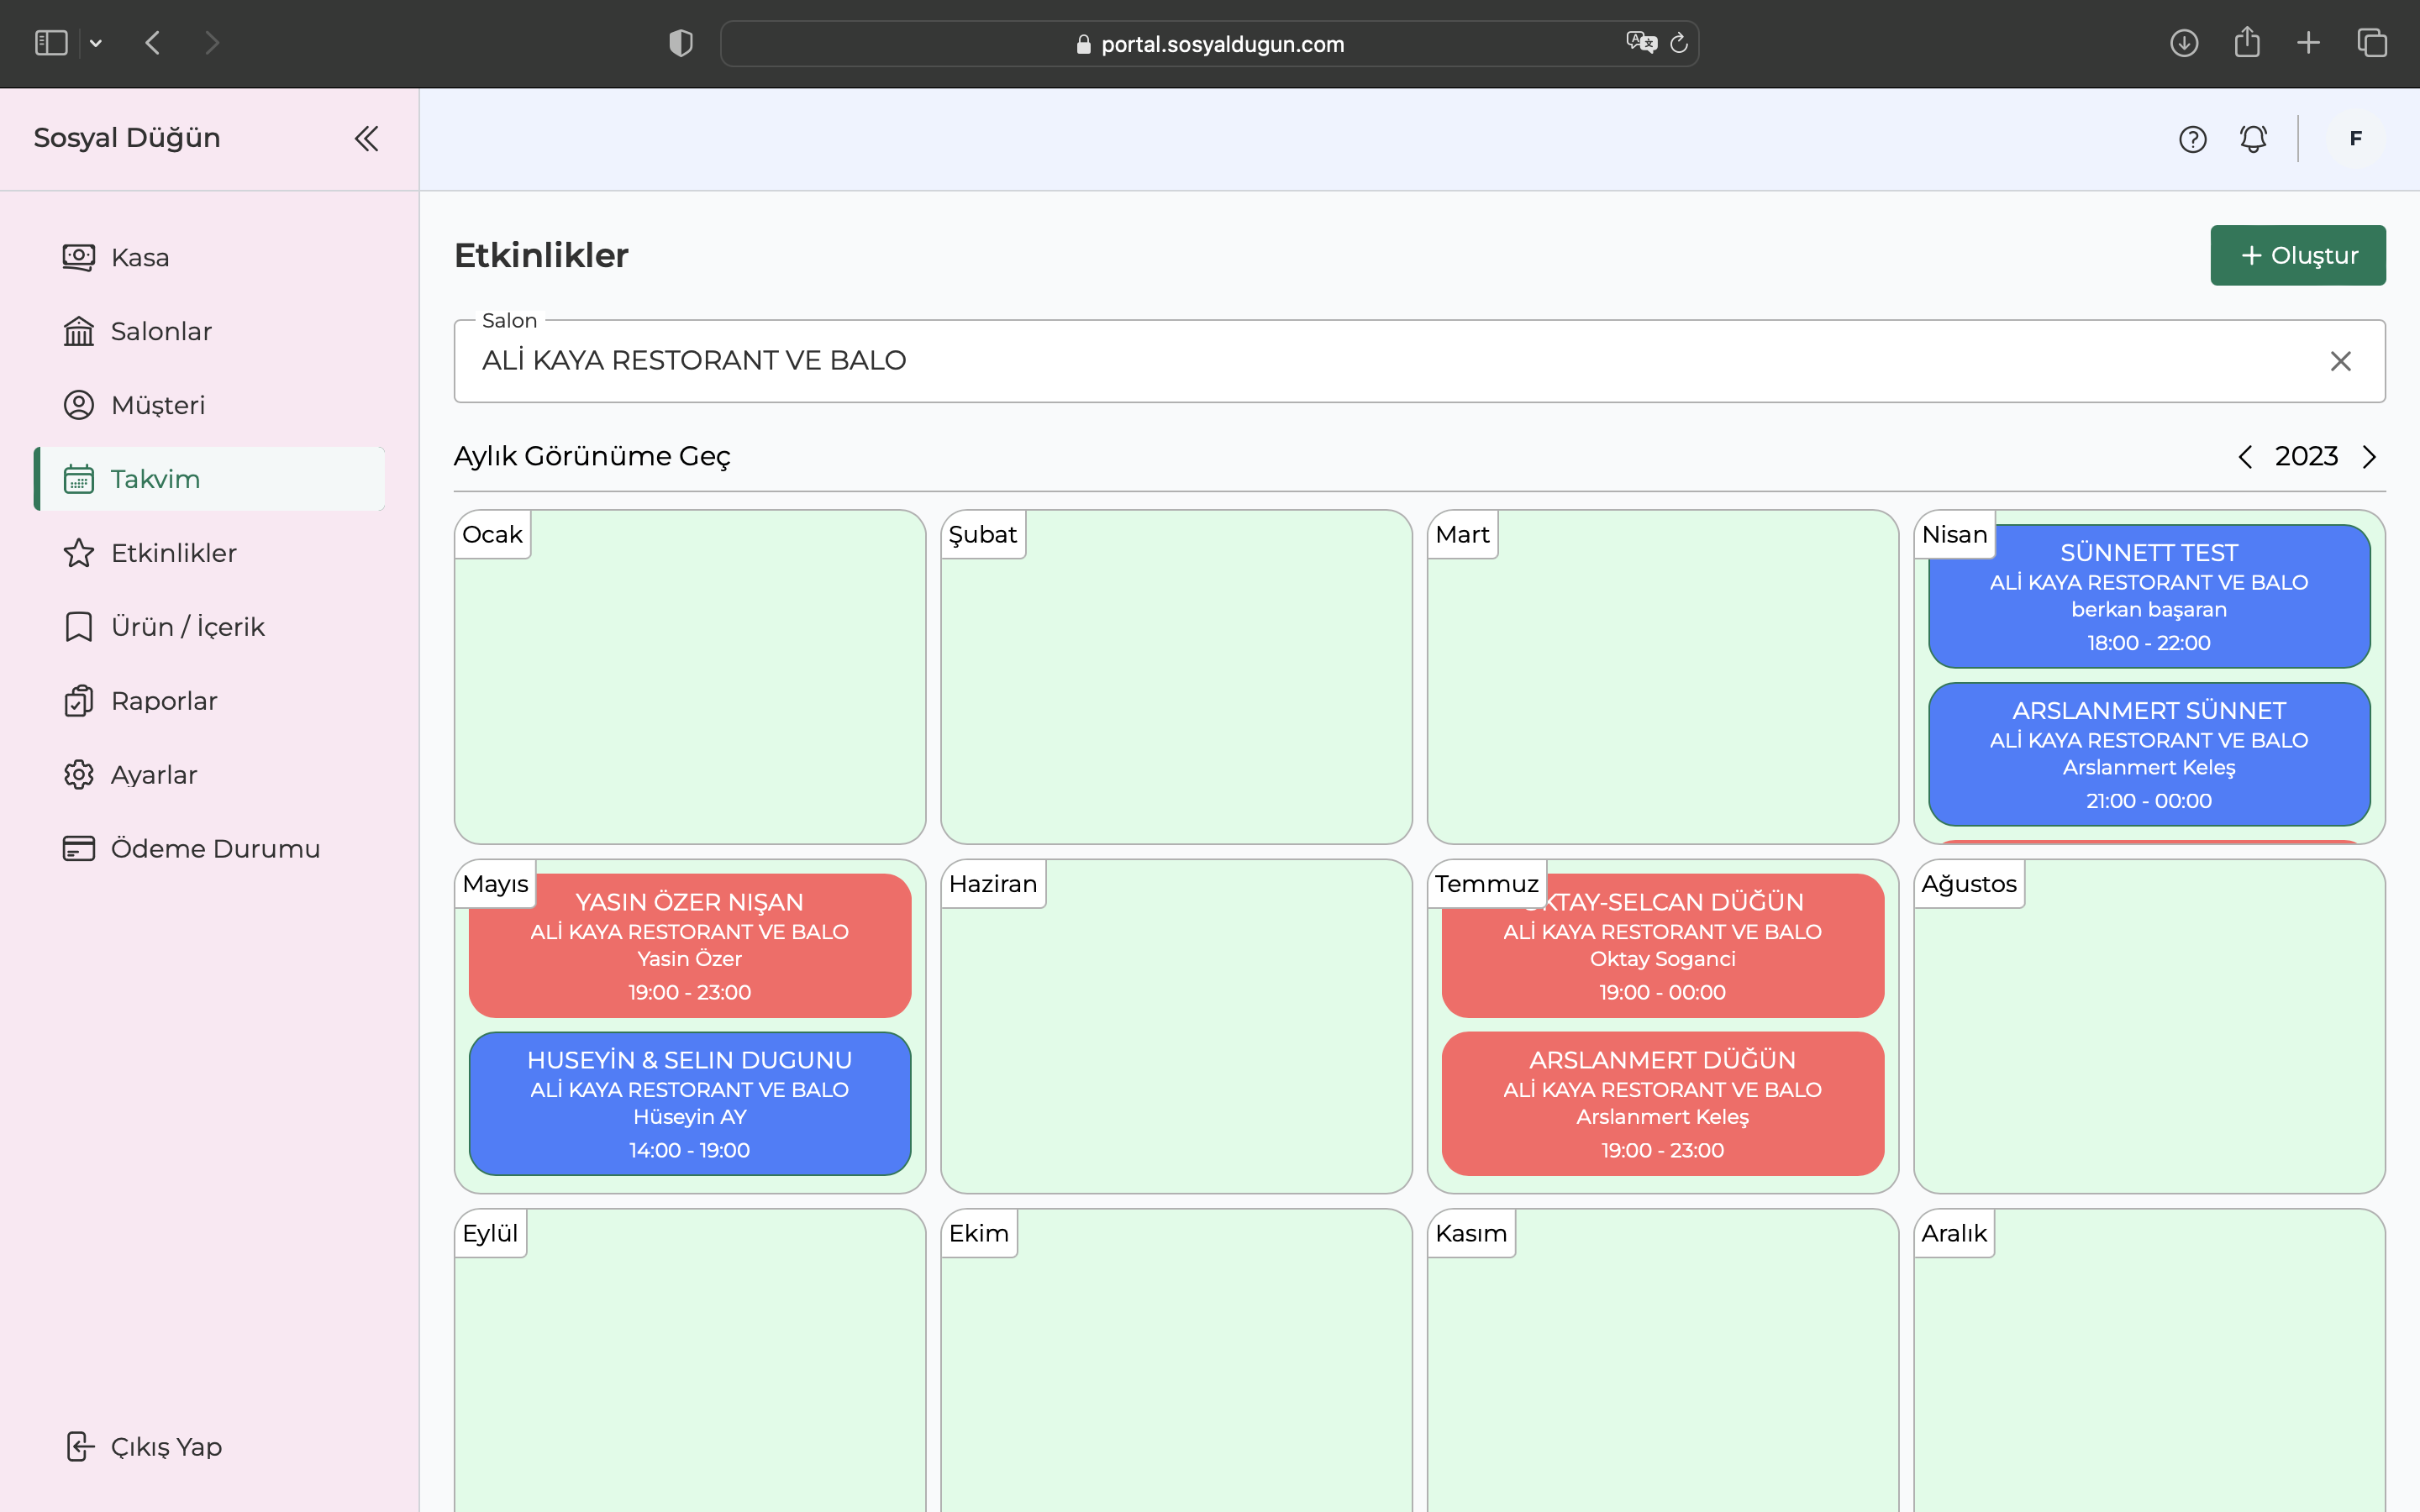 portal.sosyaldugun.com
Sosyal Düğün
F
Kasa
Salonlar
Müşteri
Takvim
Etkinlikler
Ürün / İçerik
Raporlar
Ayarlar
Ödeme Durumu
Çıkış Yap
Etkinlikler
+ Oluştur
Salon
ALİ KAYA RESTORANT VE BALO
Aylık Görünüme Geç
2023
Ocak
Şubat
Mart
Nisan
SÜNNETT TEST
ALİ KAYA RESTORANT VE BALO
berkan başaran
18:00 - 22:00
ARSLANMERT SÜNNET
ALİ KAYA RESTORANT VE BALO
Arslanmert Keleş
21:00 - 00:00
Mayıs
YASIN ÖZER NIŞAN
ALİ KAYA RESTORANT VE BALO
Yasin Özer
19:00 - 23:00
HUSEYİN & SELIN DUGUNU
ALİ KAYA RESTORANT VE BALO
Hüseyin AY
14:00 - 19:00
Haziran
Temmuz
OKTAY-SELCAN DÜĞÜN
ALİ KAYA RESTORANT VE BALO
Oktay Soganci
19:00 - 00:00
ARSLANMERT DÜĞÜN
ALİ KAYA RESTORANT VE BALO
Arslanmert Keleş
19:00 - 23:00
Ağustos
Eylül
Ekim
Kasım
Aralık